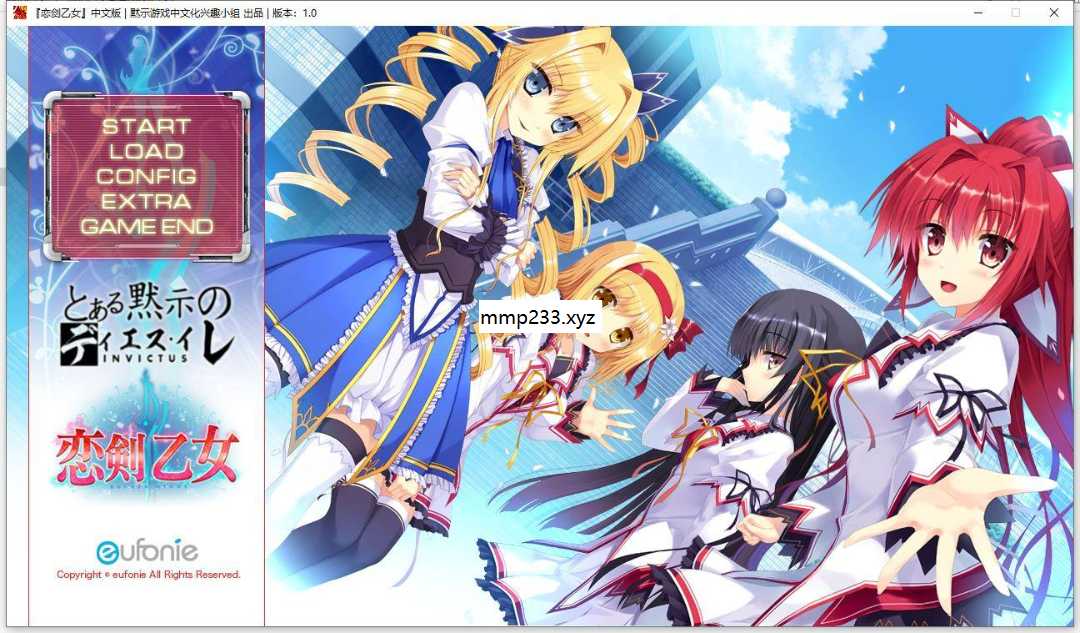 『恋剣乙女』中文版 | 默示游戏中文化兴趣小组 出品 | 版本：1.0
START
LOAD
CONFIG
EXTRA
GAME END
とある黙示の
ディエス・イレ
INVICTUS
恋剣乙女
eufonie
Copyright © eufonie All Rights Reserved.
mmp233.xyz